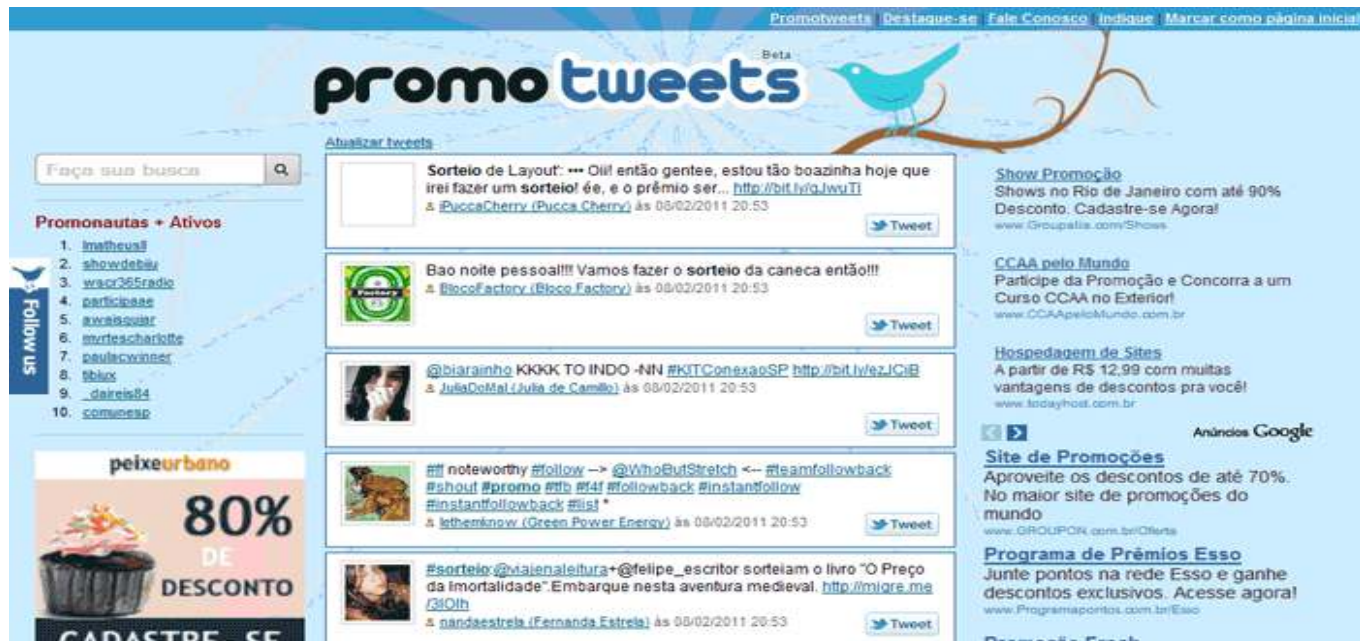 Promotweets | Destaque-se | Fale Conosco | Indique | Marcar como página inicial
Beta
promo tweets
Atualizar tweets
Faça sua busca
Promonautas + Ativos
1. lmatheusll
2. showdebiju
3. wscr365radio
4. participaae
5. awaisquiar
6. myrtescharlotte
7. paulacwinner
8. tibiux
9. _daireis84
10. comunesp
Follow us
peixeurbano
80%
DE
DESCONTO
CADASTRE-SE
Sorteio de Layout': ••• Oii! então gentee, estou tão boazinha hoje que
irei fazer um sorteio! ée, e o prêmio ser... http://bit.ly/gJwuTi
iPuccaCherry (Pucca Cherry) às 08/02/2011 20:53
Tweet
Bao noite pessoal!!! Vamos fazer o sorteio da caneca então!!!
BlocoFactory (Bloco Factory) às 08/02/2011 20:53
Tweet
@biarainho KKKK TO INDO -NN #KITConexaoSP http://bit.ly/ezJCiB
JuliaDoMal (Julia de Camillo) às 08/02/2011 20:53
Tweet
#ff noteworthy #follow --> @WhoButStretch <-- #teamfollowback
#shout #promo #tfb #f4f #followback #instantfollow
#instantfollowback #list *
lethemknow (Green Power Energy) às 08/02/2011 20:53
Tweet
#sorteio:@viajenaleitura+@felipe_escritor sorteiam o livro "O Preço
da Imortalidade".Embarque nesta aventura medieval. http://migre.me
/3lOlh
nandaestrela (Fernanda Estrela) às 08/02/2011 20:53
Tweet
Show Promoção
Shows no Rio de Janeiro com até 90%
Desconto. Cadastre-se Agora!
www.Groupalia.com/Shows
CCAA pelo Mundo
Participe da Promoção e Concorra a um
Curso CCAA no Exterior!
www.CCAApeloMundo.com.br
Hospedagem de Sites
A partir de R$ 12,99 com muitas
vantagens de descontos pra você!
www.todayhost.com.br
Anúncios Google
Site de Promoções
Aproveite os descontos de até 70%.
No maior site de promoções do
mundo
www.GROUPON.com.br/Oferta
Programa de Prêmios Esso
Junte pontos na rede Esso e ganhe
descontos exclusivos. Acesse agora!
www.Programapontos.com.br/Esso